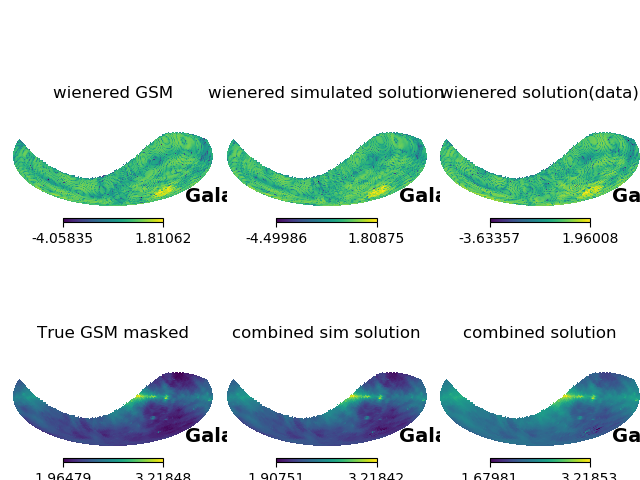 wienered GSM
wienered simulated solution
wienered solution(data)
Gala
Gala
Ga
-4.05835 1.81062
-4.49986 1.80875
-3.63357 1.96008
True GSM masked
combined sim solution
combined solution
Gala
Gala
Ga
1.96479 3.21848
1.90751 3.21842
1.67981 3.21853